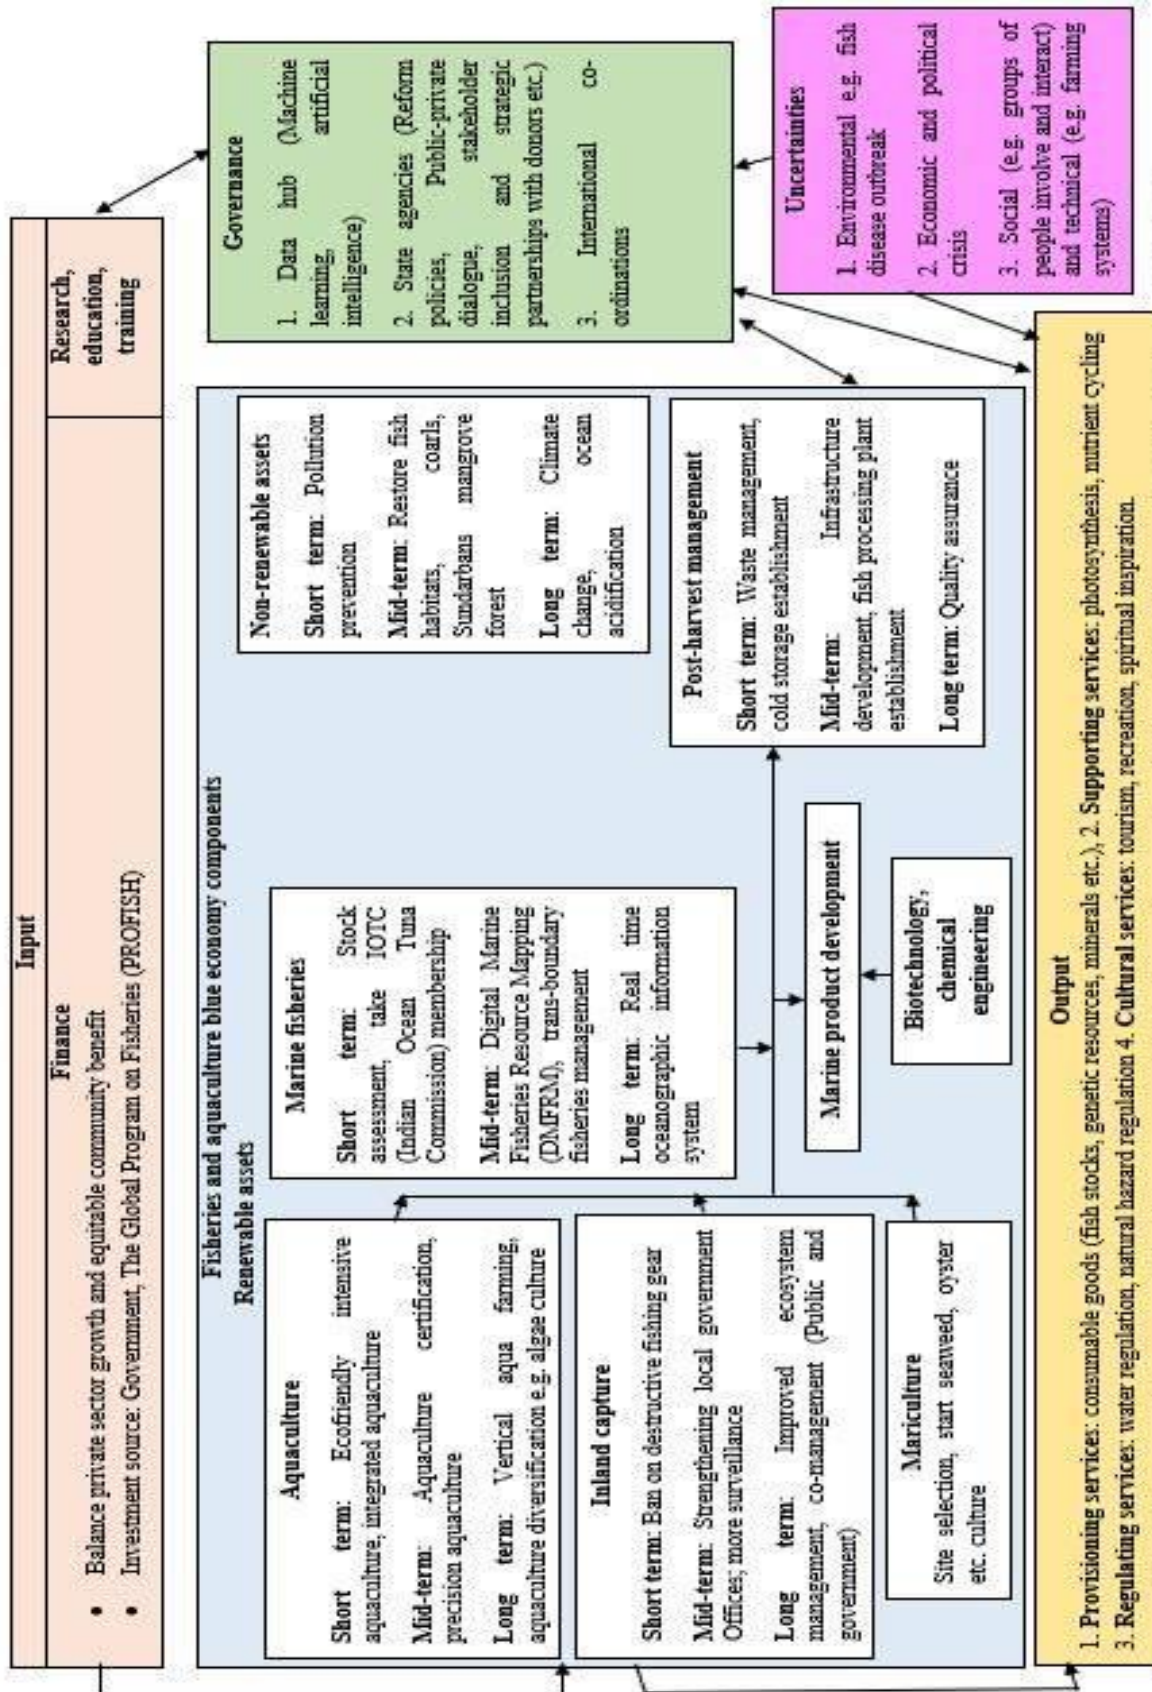 Input
Finance
• Balance private sector growth and equitable community benefit
• Investment source: Government, The Global Program on Fisheries (PROFISH)
Research,
education,
training
Fisheries and aquaculture blue economy components
Renewable assets
Aquaculture
Short term: Ecofriendly intensive
aquaculture, integrated aquaculture
Mid-term: Aquaculture certification,
precision aquaculture
Long term: Vertical aqua farming,
aquaculture diversification e.g. algae culture
Inland capture
Short term: Ban on destructive fishing gear
Mid-term: Strengthening local government
Offices; more surveillance
Long term: Improved ecosystem
management, co-management (Public and
government)
Mariculture
Site selection, start seaweed, oyster
etc. culture
Marine fisheries
Short term: Stock
assessment, take IOTC
(Indian Ocean Tuna
Commission) membership
Mid-term: Digital Marine
Fisheries Resource Mapping
(DMFRM), trans-boundary
fisheries management
Long term: Real time
oceanographic information
system
Marine product development
Biotechnology,
chemical
engineering
Non-renewable assets
Short term: Pollution
prevention
Mid-term: Restore fish
habitats, coarls,
Sundarbans mangrove
forest
Long term: Climate
change, ocean
acidification
Post-harvest management
Short term: Waste management,
cold storage establishment
Mid-term: Infrastructure
development, fish processing plant
establishment
Long term: Quality assurance
Governance
1. Data hub (Machine
learning, artificial
intelligence)
2. State agencies (Reform
policies, Public-private
dialogue, stakeholder
inclusion and strategic
partnerships with donors etc.)
3. International co-
ordinations
Uncertainties
1. Environmental e.g. fish
disease outbreak
2. Economic and political
crisis
3. Social (e.g. groups of
people involve and interact)
and technical (e.g. farming
systems)
Output
1. Provisioning services: consumable goods (fish stocks, genetic resources, minerals etc.), 2. Supporting services: photosynthesis, nutrient cycling
3. Regulating services: water regulation, natural hazard regulation 4. Cultural services: tourism, recreation, spiritual inspiration.